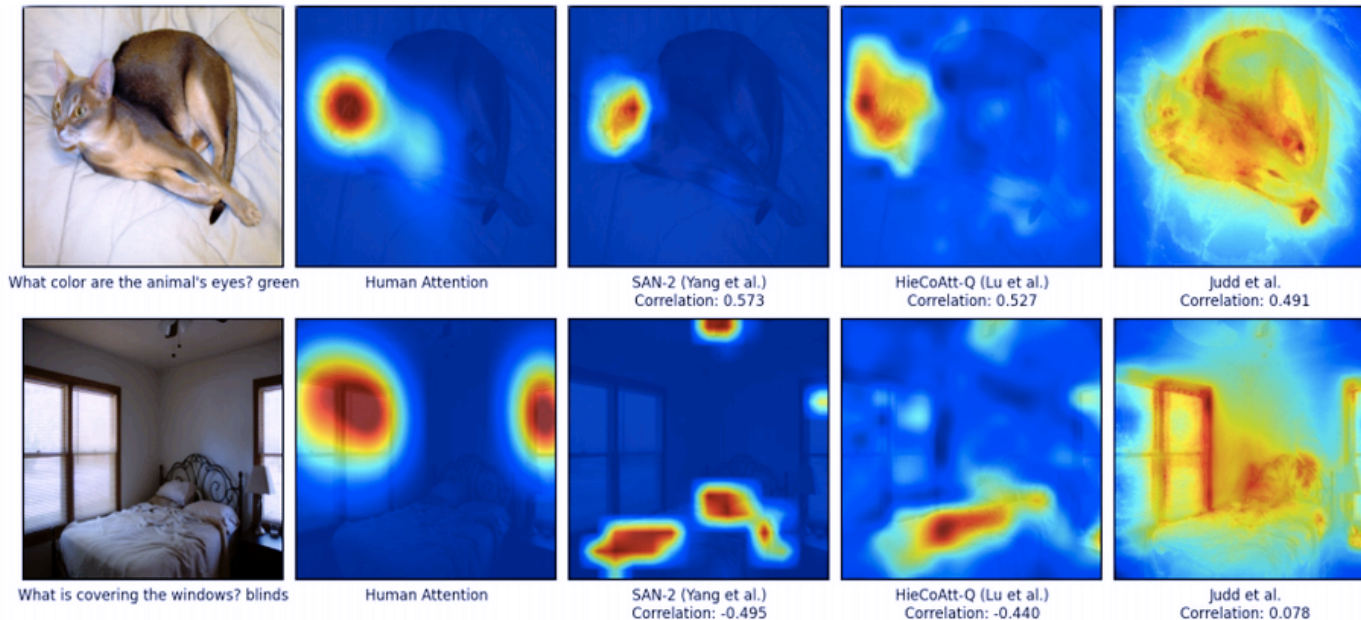 What color are the animal's eyes? green
Human Attention
SAN-2 (Yang et al.)
Correlation: 0.573
HieCoAtt-Q (Lu et al.)
Correlation: 0.527
Judd et al.
Correlation: 0.491
What is covering the windows? blinds
Human Attention
SAN-2 (Yang et al.)
Correlation: -0.495
HieCoAtt-Q (Lu et al.)
Correlation: -0.440
Judd et al.
Correlation: 0.078